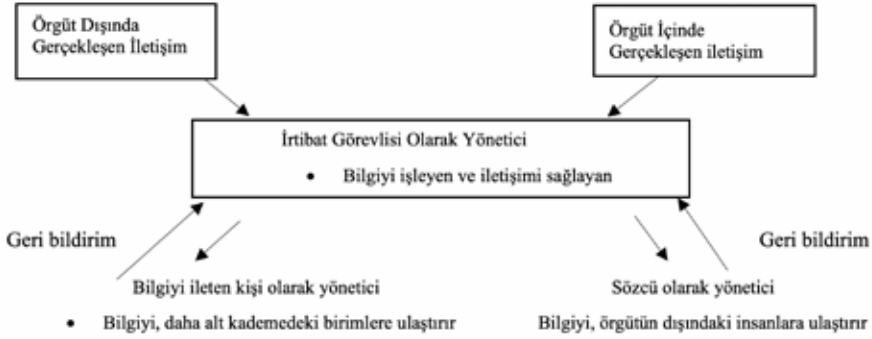 Örgüt Dışında
Gerçekleşen İletişim
Örgüt İçinde
Gerçekleşen iletişim
İrtibat Görevlisi Olarak Yönetici
• Bilgiyi işleyen ve iletişimi sağlayan
Geri bildirim
Geri bildirim
Bilgiyi ileten kişi olarak yönetici
• Bilgiyi, daha alt kademedeki birimlere ulaştırır
Sözcü olarak yönetici
Bilgiyi, örgütün dışındaki insanlara ulaştırır